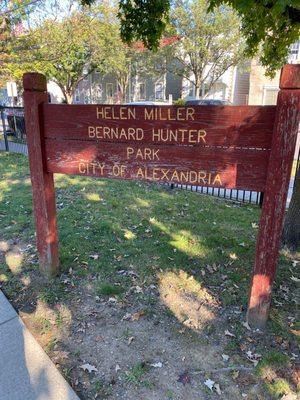 HELEN MILLER
BERNARD HUNTER
PARK
CITY OF ALEXANDRIA